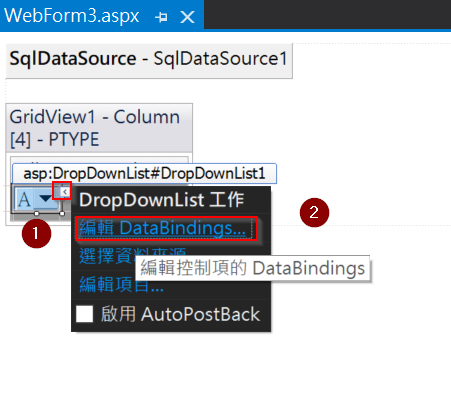 WebForm3.aspx
SqlDataSource - SqlDataSource1
GridView1 - Column
[4] - PTYPE
asp:DropDownList#DropDownList1
A
DropDownList 工作
1
2
編輯 DataBindings...
選擇資料來源
編輯控制項的 DataBindings
編輯項目...
啟用 AutoPostBack